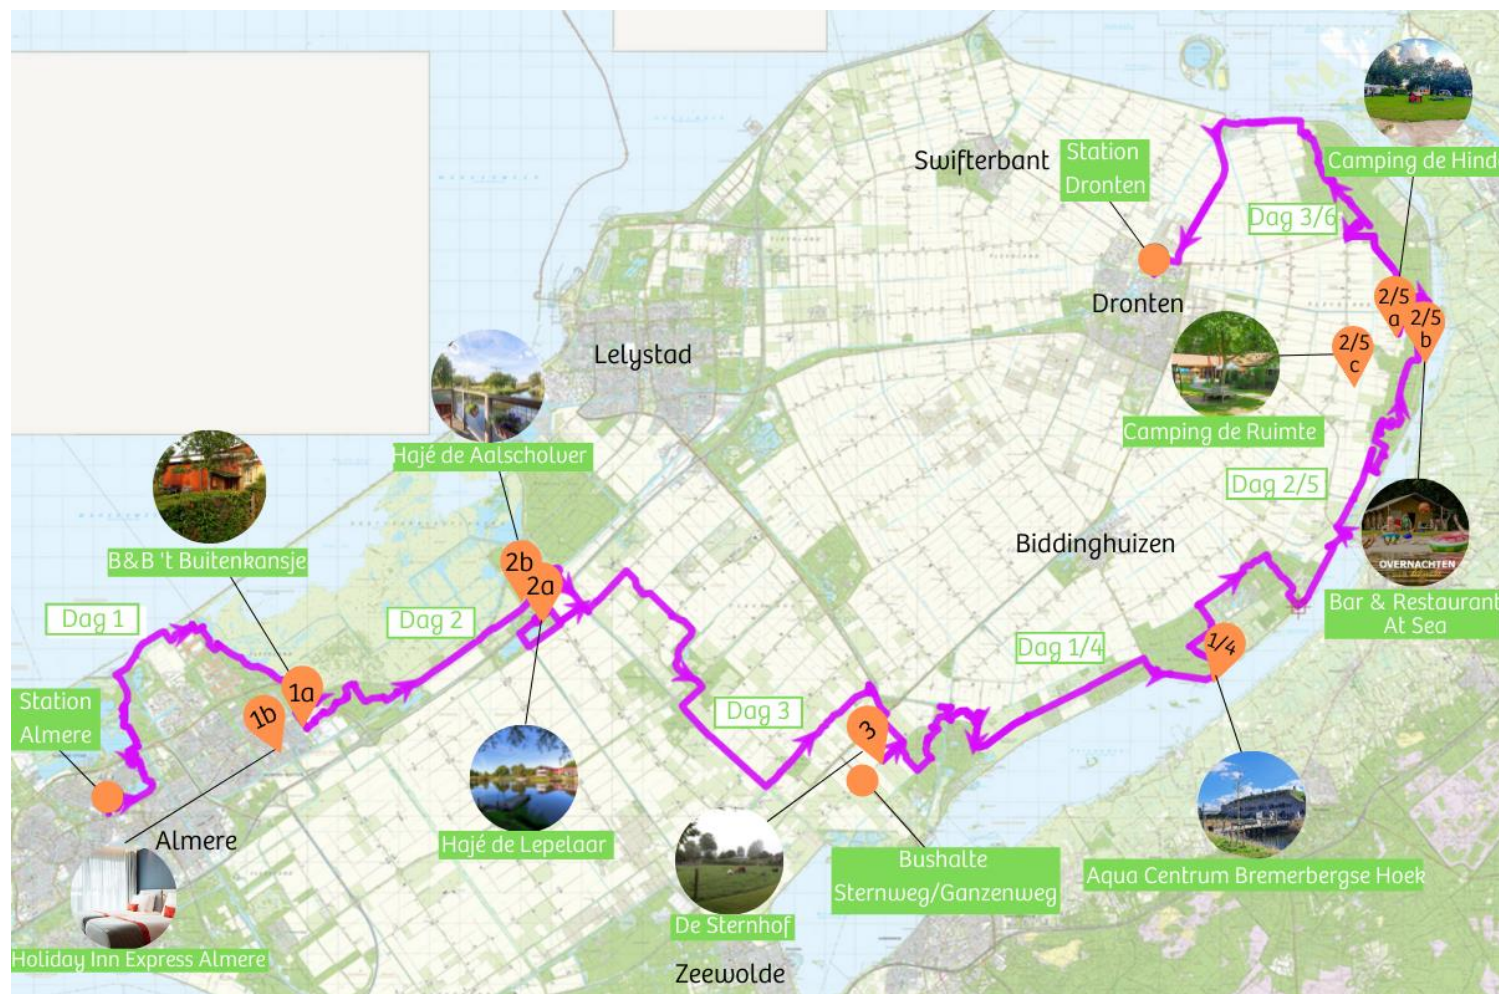 Camping de Hind
Swifterbant
Station
Dronten
Dag 3/6
Dronten
2/5
a
2/5
b
2/5
c
Lelystad
Camping de Ruimte
Hajé de Aalscholver
Dag 2/5
B&B 't Buitenkansje
Biddinghuizen
OVERNACHTEN
Bar & Restaurant
At Sea
2b
2a
Dag 1
Dag 2
Dag 1/4
1/4
Station
Almere
1a
1b
Dag 3
3
Almere
Hajé de Lepelaar
Bushalte
Sternweg/Ganzenweg
Aqua Centrum Bremerbergse Hoek
De Sternhof
Holiday Inn Express Almere
Zeewolde